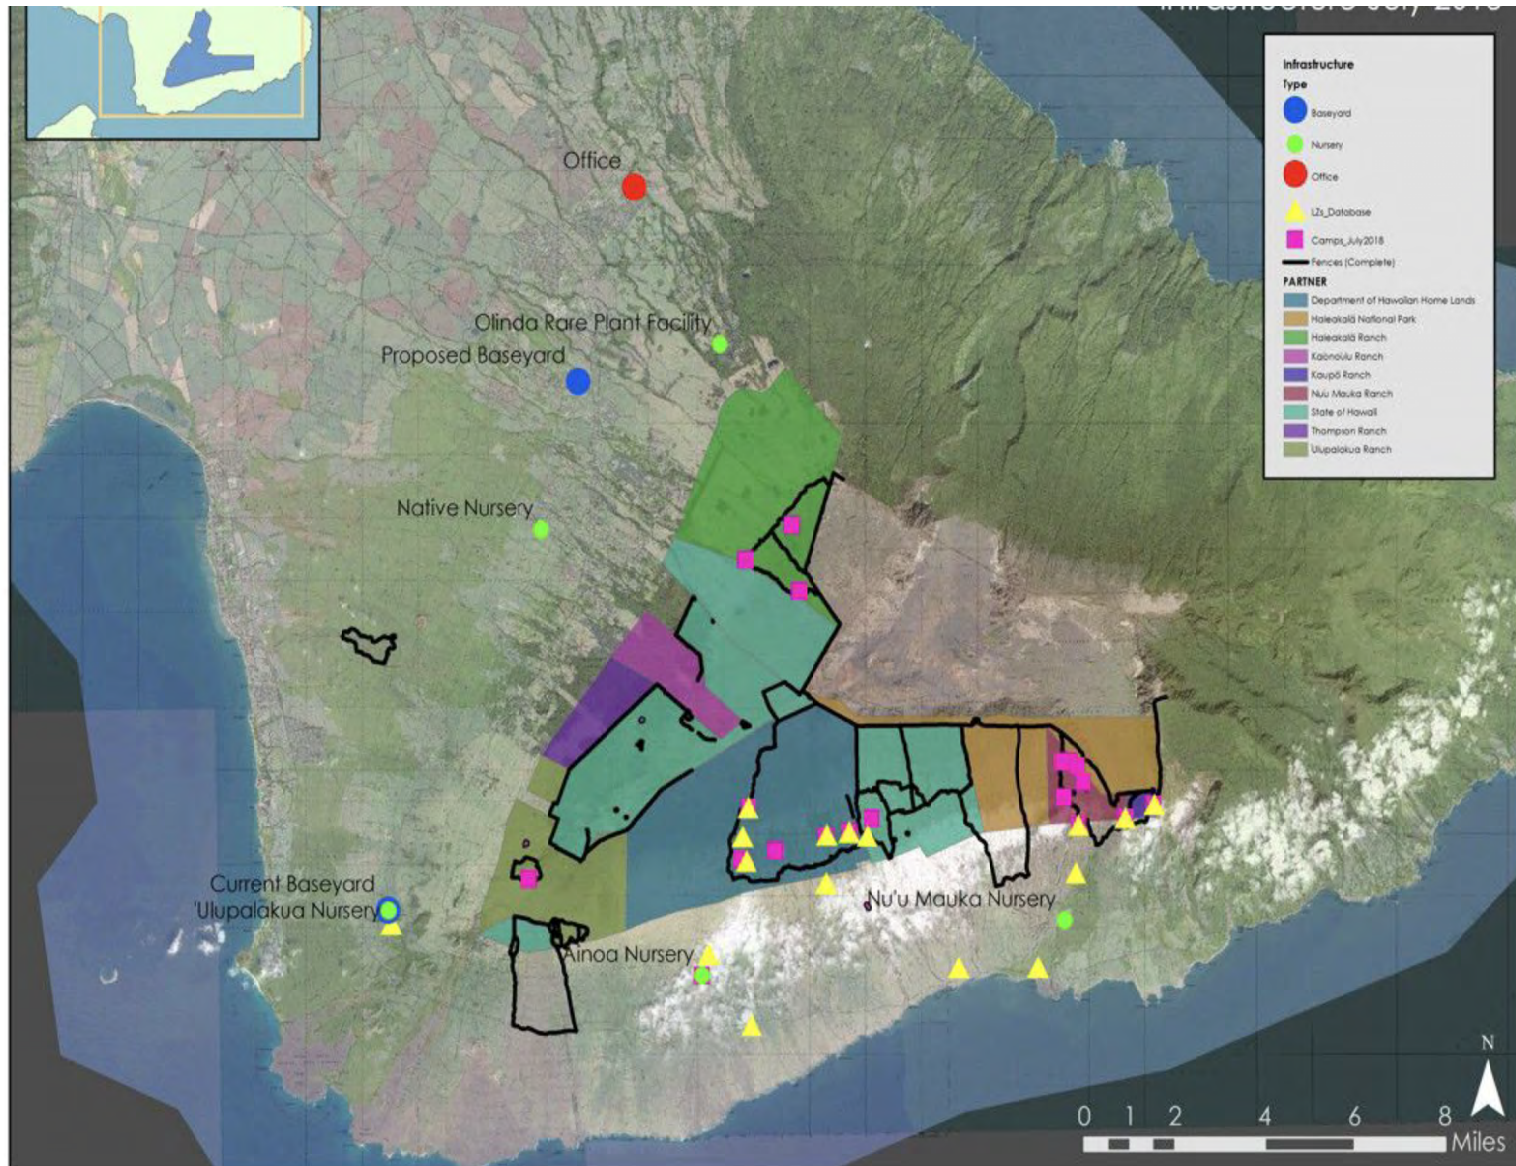 Infrastructure July 2018
Infrastructure
Type
Baseyard
Nursery
Office
LZs_Database
Camps_July2018
Fences (Complete)
PARTNER
Department of Hawaiian Home Lands
Haleakalā National Park
Haleakalā Ranch
Kaonoulu Ranch
Kaupō Ranch
Nuu Mauka Ranch
State of Hawaii
Thompson Ranch
Ulupalakua Ranch
Office
Olinda Rare Plant Facility
Proposed Baseyard
Native Nursery
Current Baseyard
'Ulupalakua Nursery
Nu'u Mauka Nursery
Ainoa Nursery
N
0 1 2 4 6 8
Miles